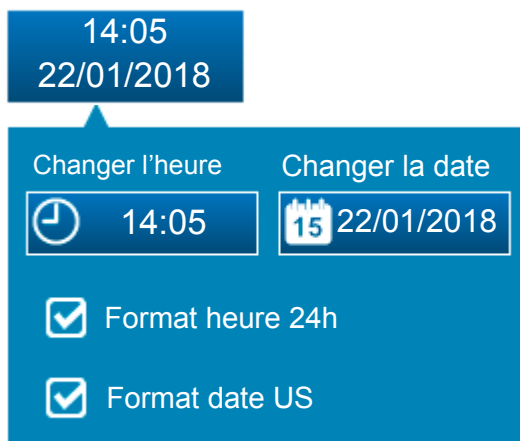 14:05
22/01/2018
Changer l’heure
Changer la date
14:05
15
22/01/2018
Format heure 24h
Format date US